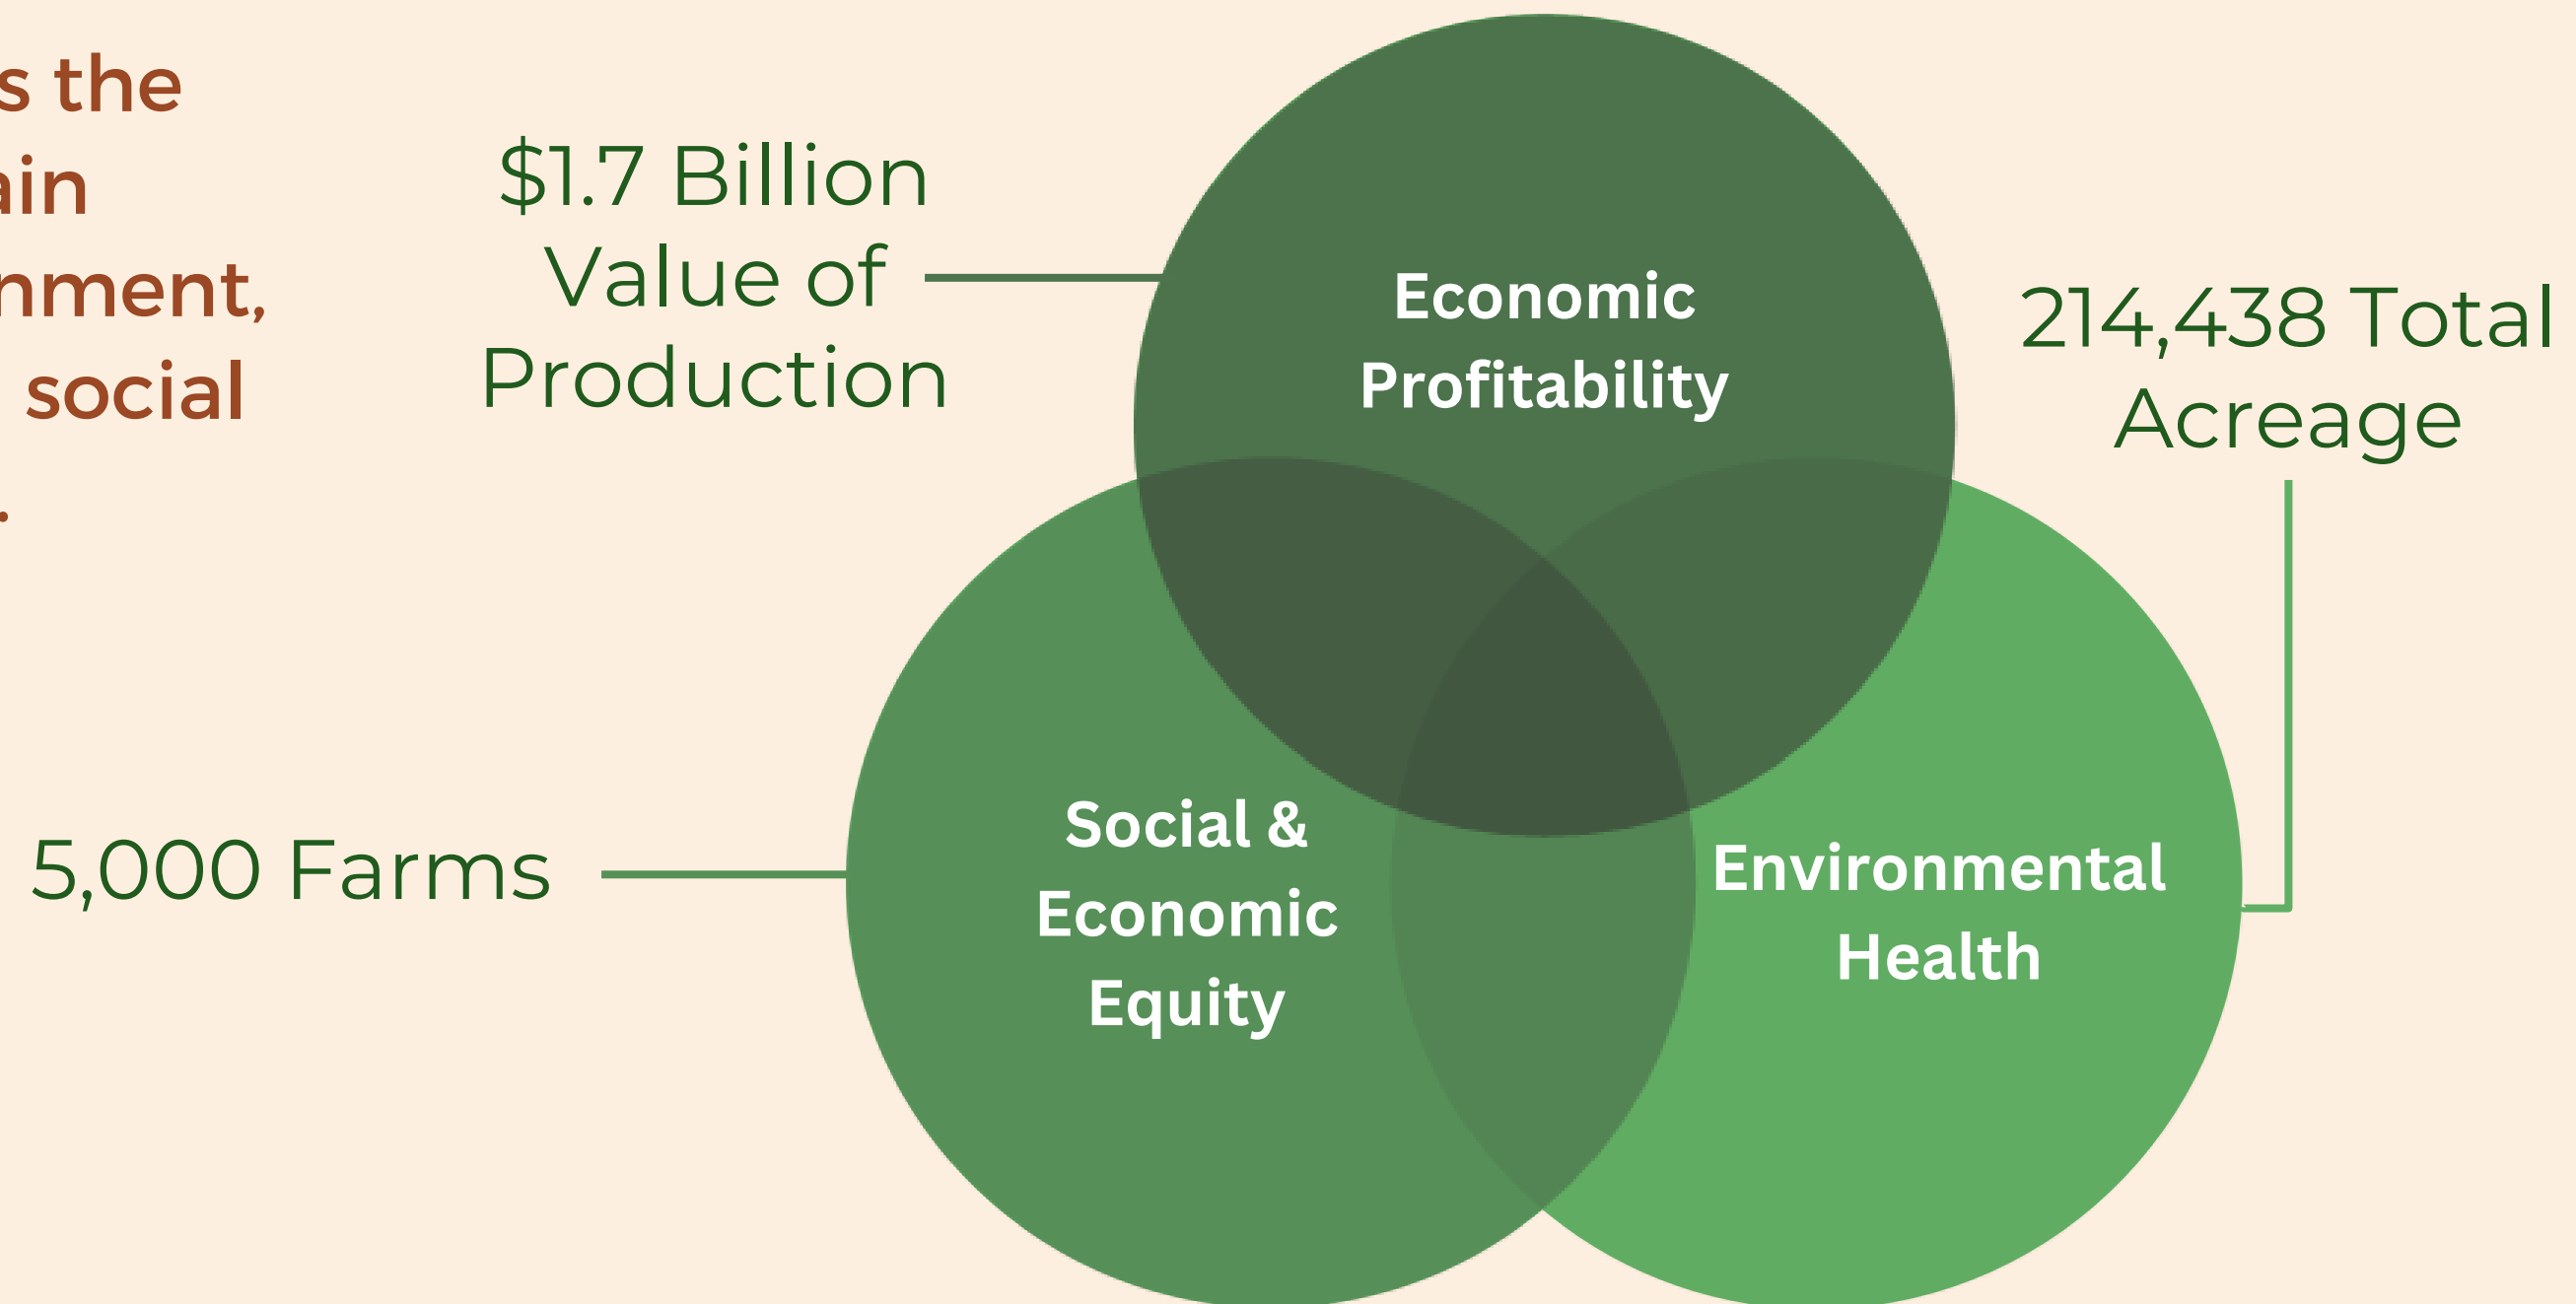 s the
ain
nment,
social
.
$1.7 Billion
Value of
Production
Economic
Profitability
214,438 Total
Acreage
5,000 Farms
Social &
Economic
Equity
Environmental
Health